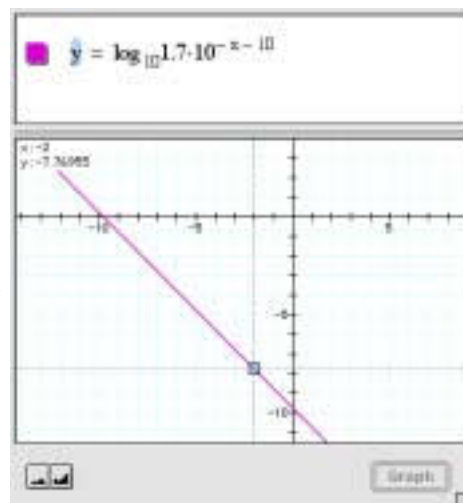 y = log₁₀1.7·10^(-x - 10)
x:-2
y:-7.76955
-10 -5 5
-5
-10
Graph